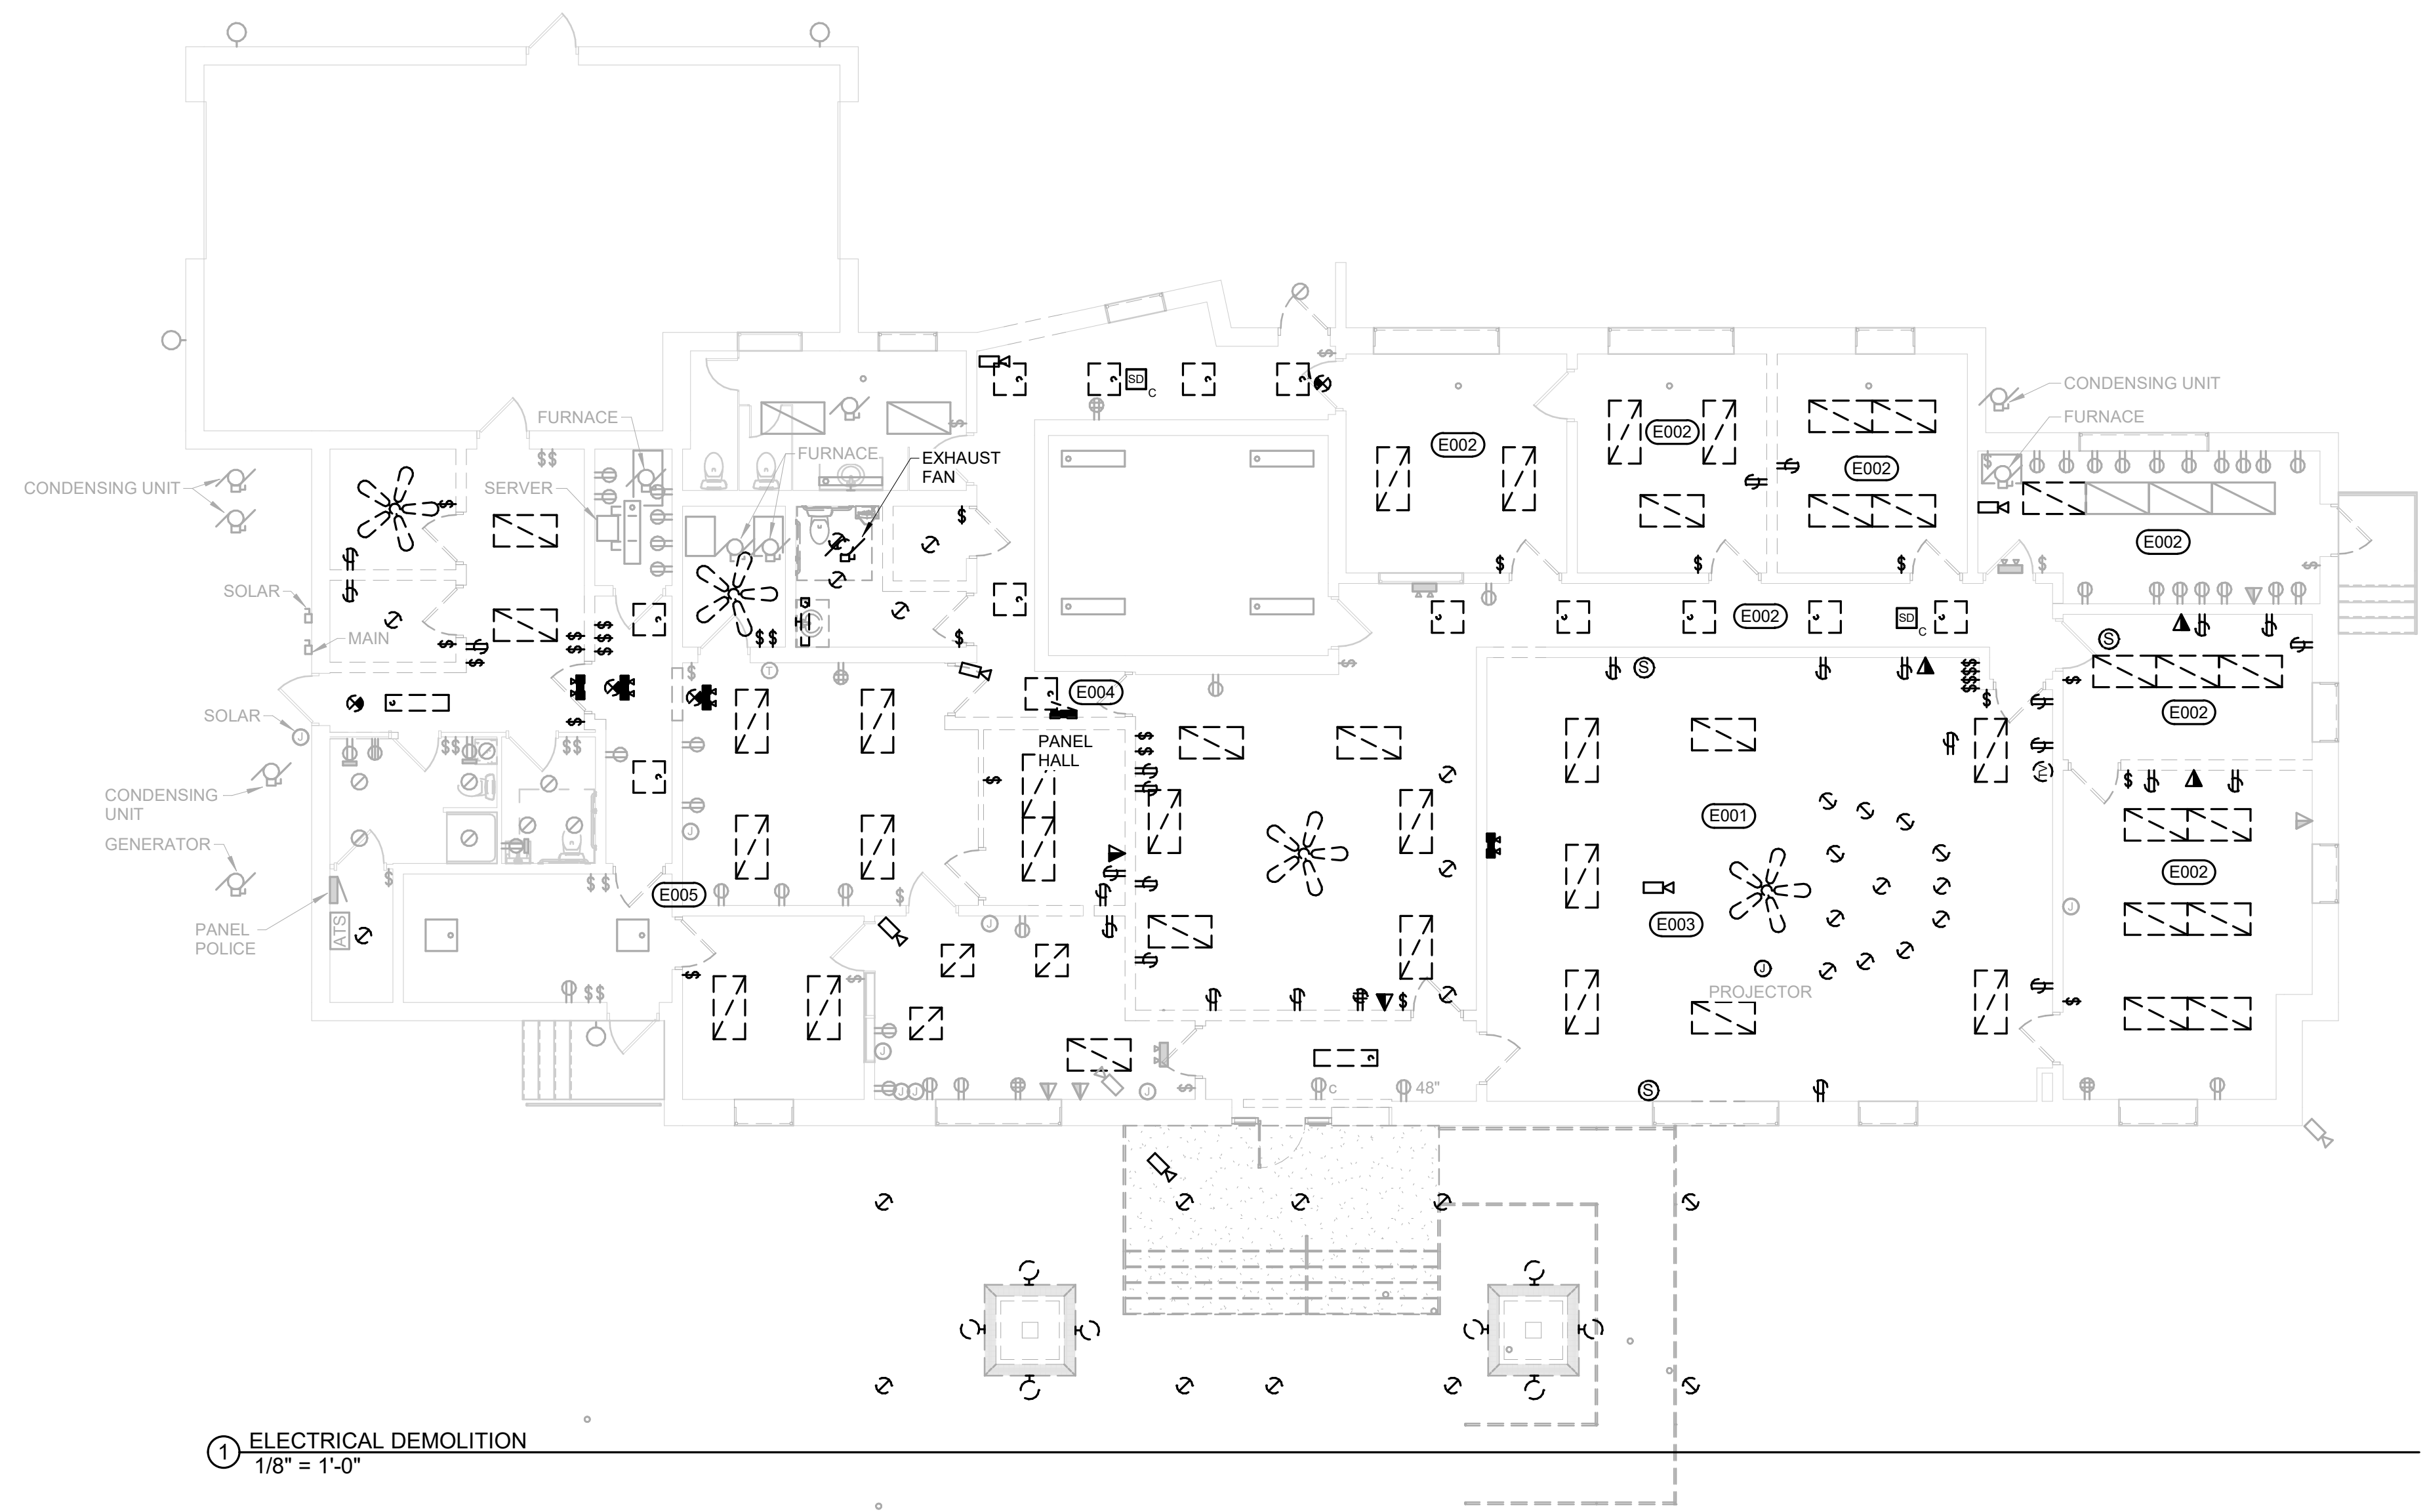 CONDENSING UNIT
FURNACE
FURNACE
SD
C
E002
E002
E002
FURNACE
EXHAUST
FAN
CONDENSING UNIT
SERVER
$$
$
$
$
$
$
$
$
$
E002
SOLAR
MAIN
$$
E002
SD
C
S
S
T
E004
E002
SOLAR
J
PANEL
HALL
$$
$$
CONDENSING
UNIT
GENERATOR
J
E001
E002
E005
$
$$
$
PANEL
POLICE
ATS
J
E003
J
J
PROJECTOR
$$
$
J
J
J
J
C
48"
S
1
ELECTRICAL DEMOLITION
1/8" = 1'-0"